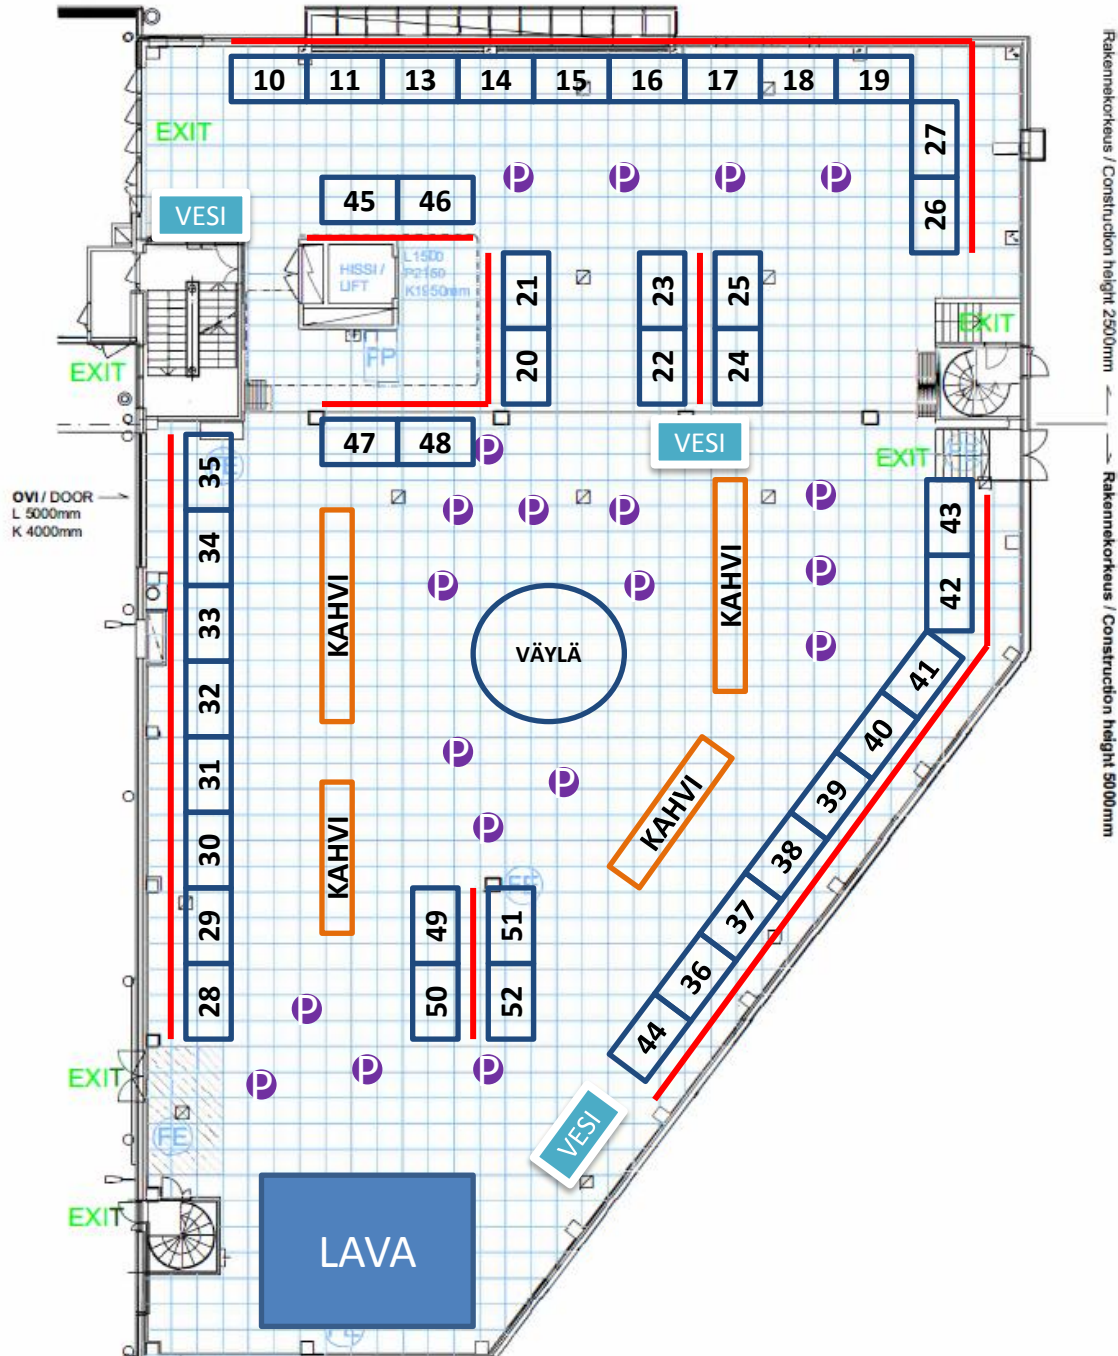 10 11 13 14 15 16 17 18 19
27
26
EXIT
P P P P
45 46
VESI
HISSI /
LIFT
L1500
P2150
K1950mm
FP
21
20
23
22
25
24
EXIT
EXIT
Rakennekorkeus / Construction height 2500mm
47 48
VESI
P
EXIT
OVI / DOOR
L 5000mm
K 4000mm
35
34
33
32
31
30
29
28
KAHVI
KAHVI
P P P
P P
VÄYLÄ
KAHVI
P
P
P
43
42
41
40
39
38
37
36
44
Rakennekorkeus / Construction height 5000mm
P
P
P
KAHVI
FE
49
50
51
52
P
P
P
P
EXIT
FE
VESI
EXIT
LAVA